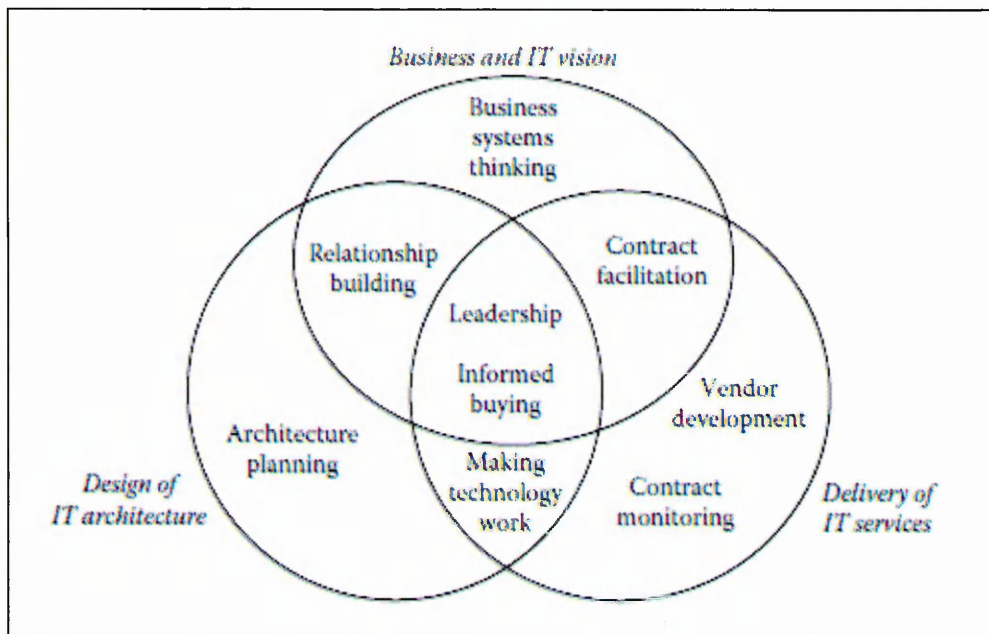 Business and IT vision
Business
systems
thinking
Relationship
building
Contract
facilitation
Leadership
Informed
buying
Vendor
development
Architecture
planning
Making
technology
work
Contract
monitoring
Design of
IT architecture
Delivery of
IT services